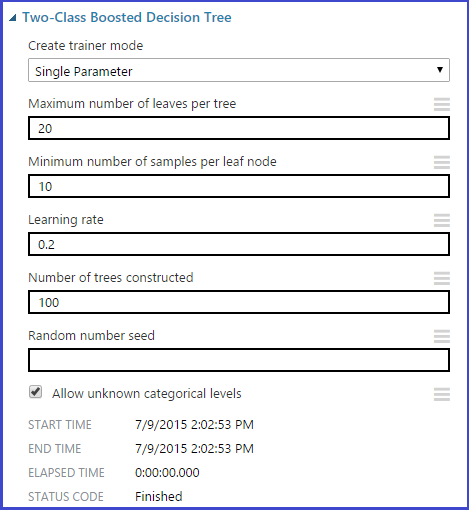 Two-Class Boosted Decision Tree
Create trainer mode
Single Parameter
Maximum number of leaves per tree
20
Minimum number of samples per leaf node
10
Learning rate
0.2
Number of trees constructed
100
Random number seed
Allow unknown categorical levels
START TIME 7/9/2015 2:02:53 PM
END TIME 7/9/2015 2:02:53 PM
ELAPSED TIME 0:00:00.000
STATUS CODE Finished